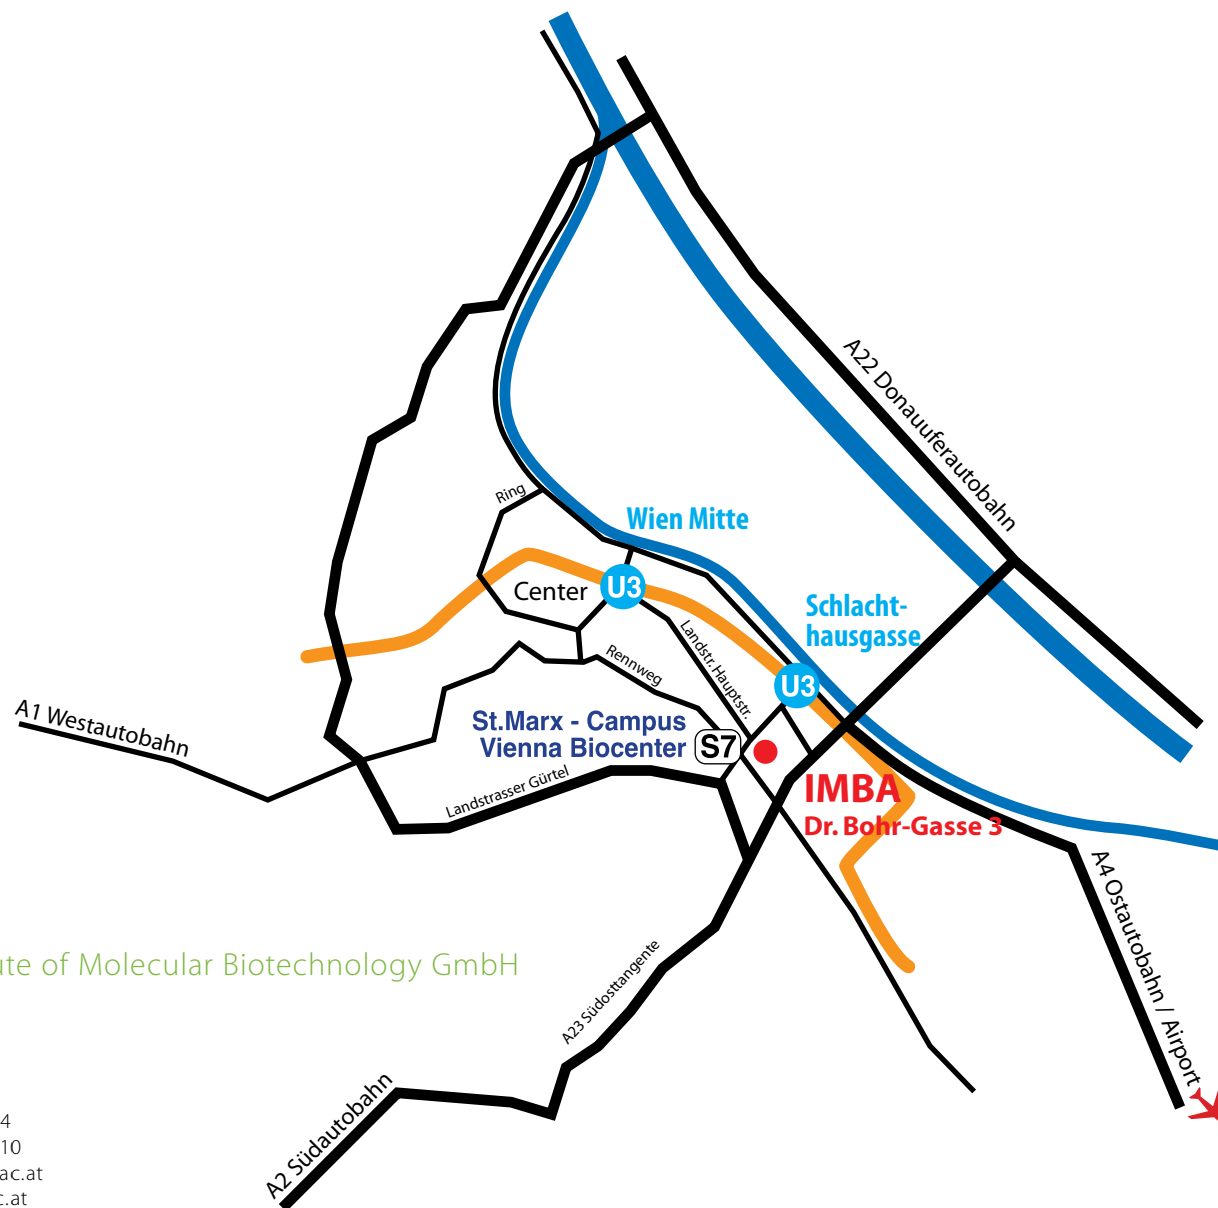 A22 Donauuferautobahn
Ring
Wien Mitte
Center
U3
Schlacht-
hausgasse
U3
Landstr. Hauptstr.
Rennweg
A1 Westautobahn
St.Marx - Campus
Vienna Biocenter
S7
IMBA
Dr. Bohr-Gasse 3
Landstrasser Gürtel
A4 Ostautobahn / Airport
of Molecular Biotechnology GmbH
A23 Südosttangente
A2 Südautobahn
4
10
ac.at
c.at